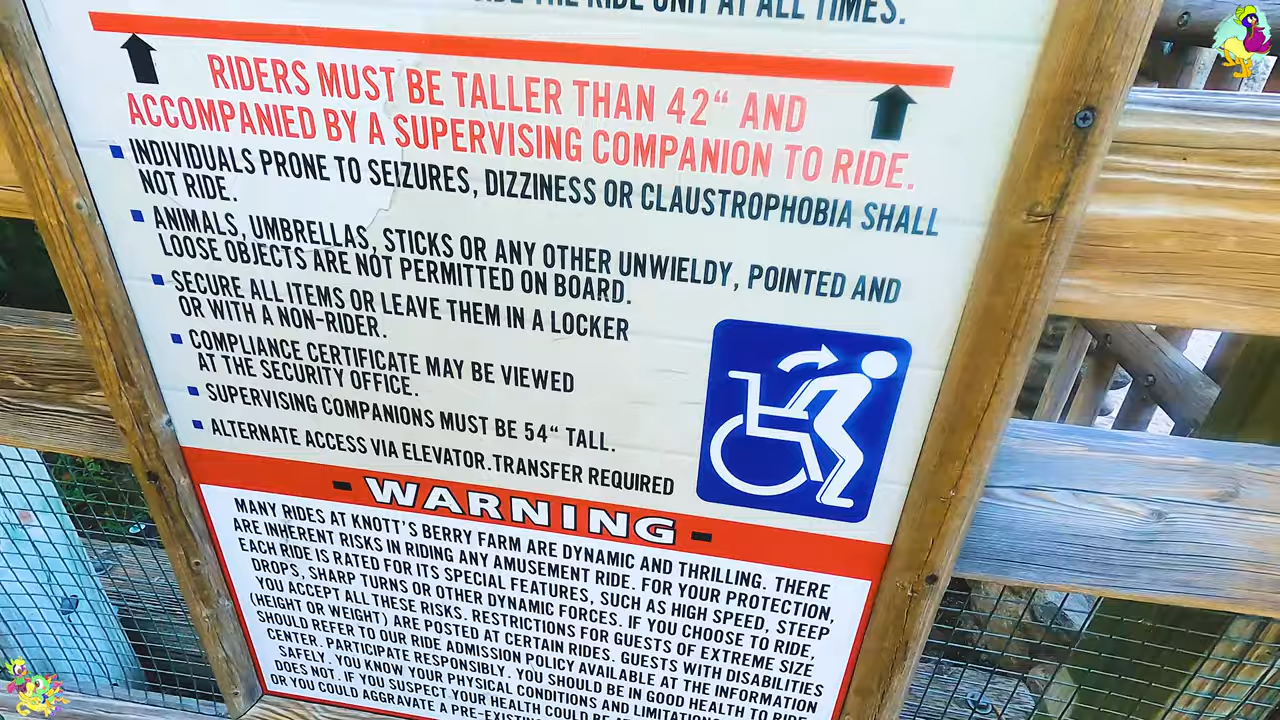 THE RIDE UNIT AT ALL TIMES.
RIDERS MUST BE TALLER THAN 42" AND
ACCOMPANIED BY A SUPERVISING COMPANION TO RIDE.
INDIVIDUALS PRONE TO SEIZURES, DIZZINESS OR CLAUSTROPHOBIA SHALL
NOT RIDE.
ANIMALS, UMBRELLAS, STICKS OR ANY OTHER UNWIELDY, POINTED AND
LOOSE OBJECTS ARE NOT PERMITTED ON BOARD.
SECURE ALL ITEMS OR LEAVE THEM IN A LOCKER
OR WITH A NON-RIDER.
COMPLIANCE CERTIFICATE MAY BE VIEWED
AT THE SECURITY OFFICE.
SUPERVISING COMPANIONS MUST BE 54" TALL.
ALTERNATE ACCESS VIA ELEVATOR.TRANSFER REQUIRED
- WARNING -
MANY RIDES AT KNOTT'S BERRY FARM ARE DYNAMIC AND THRILLING. THERE
ARE INHERENT RISKS IN RIDING ANY AMUSEMENT RIDE. FOR YOUR PROTECTION,
EACH RIDE IS RATED FOR ITS SPECIAL FEATURES, SUCH AS HIGH SPEED, STEEP
DROPS, SHARP TURNS OR OTHER DYNAMIC FORCES. IF YOU CHOOSE TO RIDE,
YOU ACCEPT ALL THESE RISKS. RESTRICTIONS FOR GUESTS OF EXTREME SIZE
(HEIGHT OR WEIGHT) ARE POSTED AT CERTAIN RIDES. GUESTS WITH DISABILITIES
SHOULD REFER TO OUR RIDE ADMISSION POLICY AVAILABLE AT THE INFORMATION
CENTER. PARTICIPATE RESPONSIBLY. YOU SHOULD BE IN GOOD HEALTH TO RIDE
SAFELY. YOU KNOW YOUR PHYSICAL CONDITIONS AND LIMITATIONS
DOES NOT. IF YOU SUSPECT YOUR HEALTH COULD BE
OR YOU COULD AGGRAVATE A